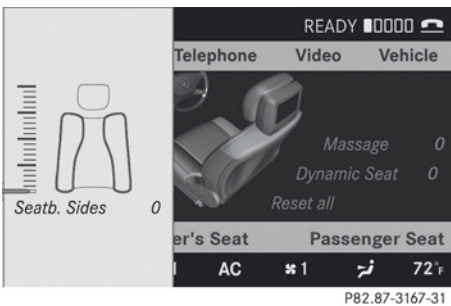 READY
Telephone Video Vehicle
Massage 0
Dynamic Seat 0
Reset all
Seatb. Sides 0
er's Seat Passenger Seat
AC 1 72°F
P82.87-3167-31